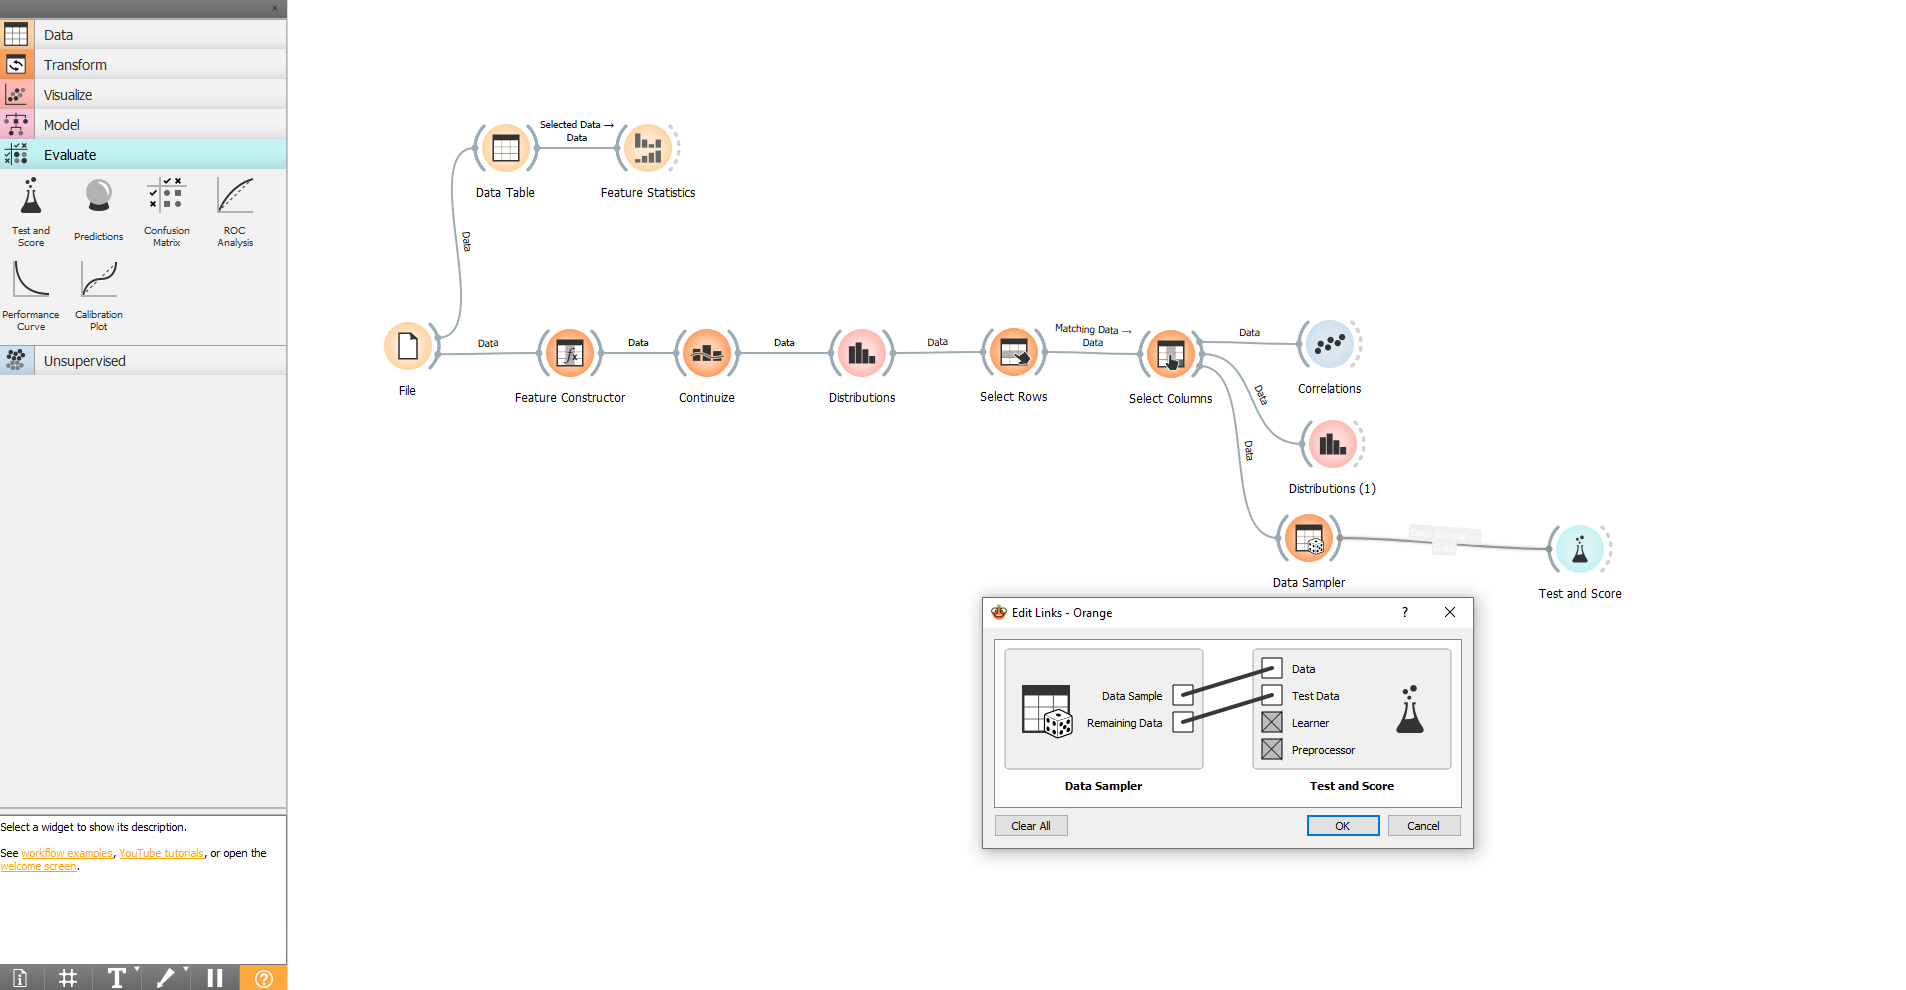 Data
Transform
Visualize
Model
Evaluate
Test and
Score
Predictions
Confusion
Matrix
ROC
Analysis
Performance
Curve
Calibration
Plot
Unsupervised
Select a widget to show its description.
See workflow examples, YouTube tutorials, or open the
welcome screen.
Selected Data →
Data
Data Table
Feature Statistics
Data
File
Data
Feature Constructor
Data
Continuize
Data
Distributions
Data
Select Rows
Matching Data →
Data
Select Columns
Data
Correlations
Data
Distributions (1)
Data
Data Sampler
Data Sample →
Data
Test and Score
Edit Links - Orange
?
Data Sample
Remaining Data
Data
Test Data
Learner
Preprocessor
Data Sampler
Test and Score
Clear All
OK
Cancel